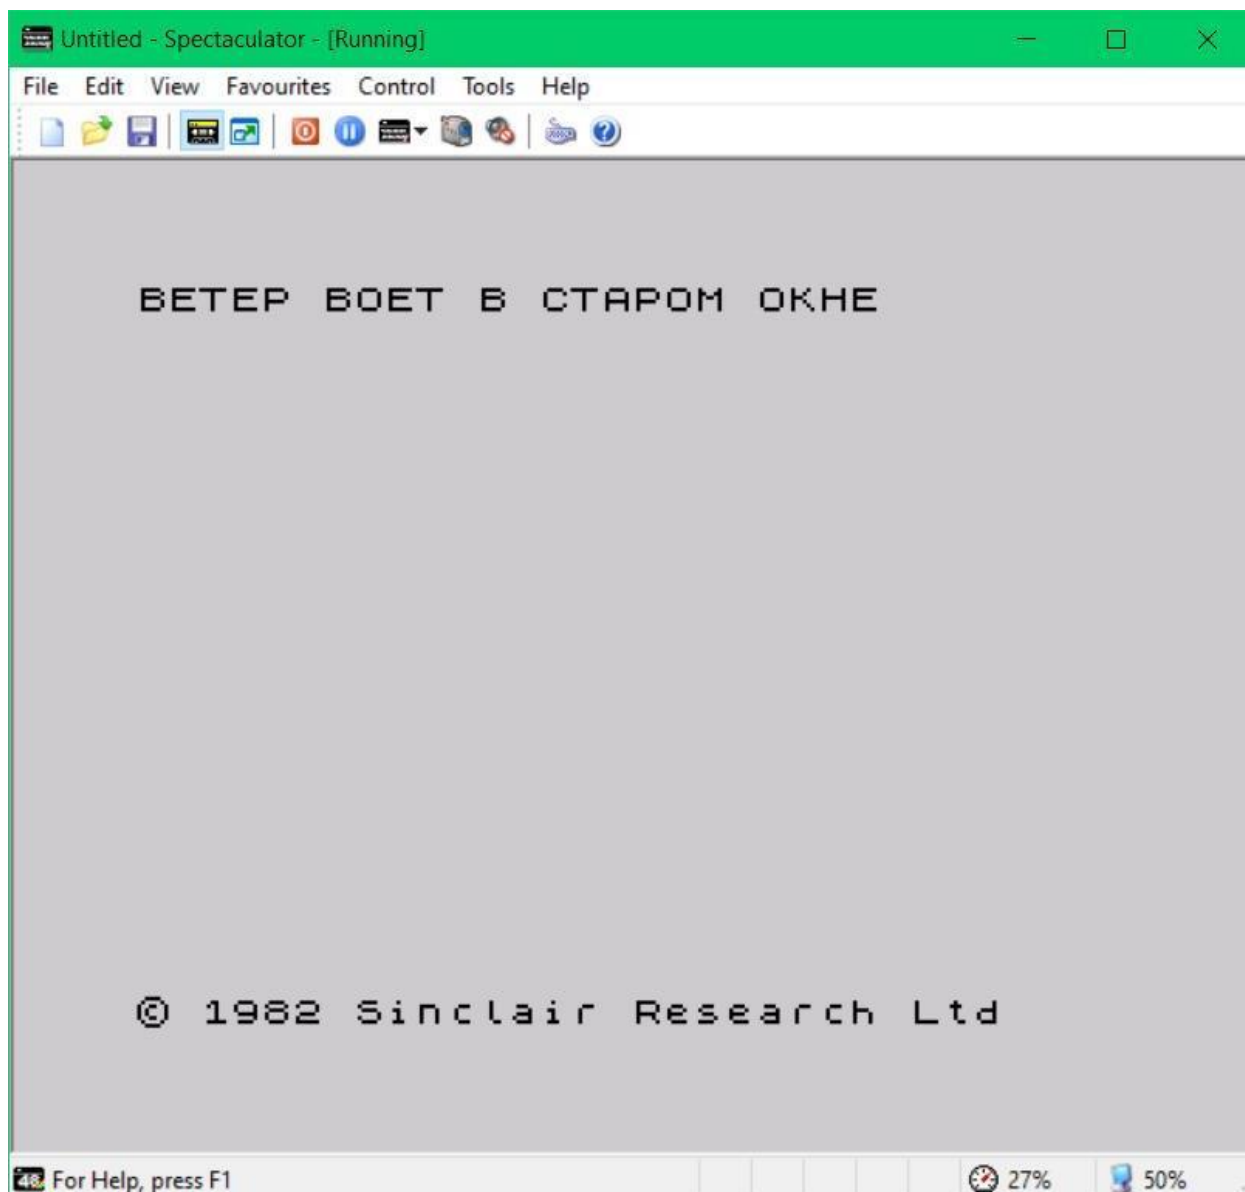 Untitled - Spectaculator - [Running]
File Edit View Favourites Control Tools Help
ВЕТЕР ВОЕТ В СТАРОМ ОКНЕ
© 1982 Sinclair Research Ltd
48 For Help, press F1 27% 50%